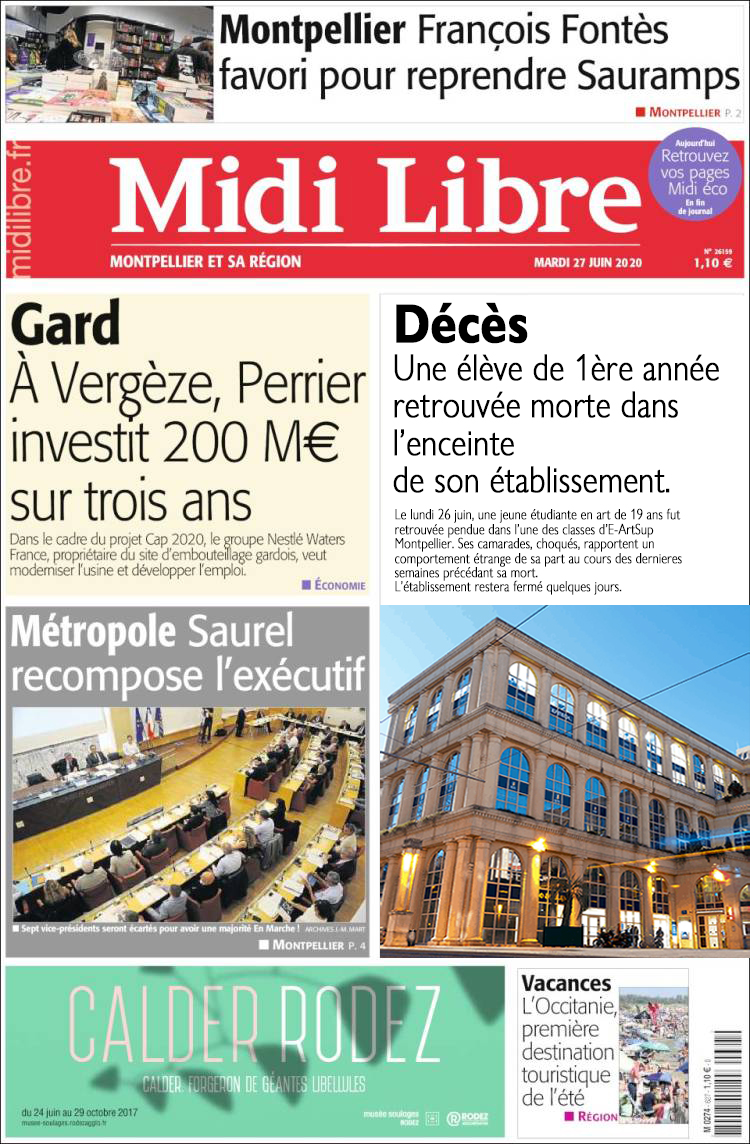 Montpellier François Fontès
favori pour reprendre Sauramps
MONTPELLIER P. 2
midilibre.fr
Midi Libre
Aujourd'hui
Retrouvez
vos pages
Midi éco
En fin
de journal
MONTPELLIER ET SA RÉGION
MARDI 27 JUIN 2020
N° 26159
1,10 €
Gard
À Vergèze, Perrier
investit 200 M€
sur trois ans
Dans le cadre du projet Cap 2020, le groupe Nestlé Waters
France, propriétaire du site d'embouteillage gardois, veut
moderniser l'usine et développer l'emploi.
ÉCONOMIE
Décès
Une élève de 1ère année
retrouvée morte dans
l'enceinte
de son établissement.
Le lundi 26 juin, une jeune étudiante en art de 19 ans fut
retrouvée pendue dans l'une des classes d'E-ArtSup
Montpellier. Ses camarades, choqués, rapportent un
comportement étrange de sa part au cours des dernieres
semaines précédant sa mort.
L'établissement restera fermé quelques jours.
Métropole Saurel
recompose l'exécutif
Sept vice-présidents seront écartés pour avoir une majorité En Marche ! ARCHIVES J.-M. MART
MONTPELLIER P. 4
CALDER RODEZ
CALDER. FORGERON DE GÉANTES LIBELLULES
du 24 juin au 29 octobre 2017
musee-soulages.rodezagglo.fr
musée soulages
RODEZ
RODEZ
Vacances
L'Occitanie,
première
destination
touristique
de l'été
RÉGION
M 0274 - 627 - 1,10 € - 0